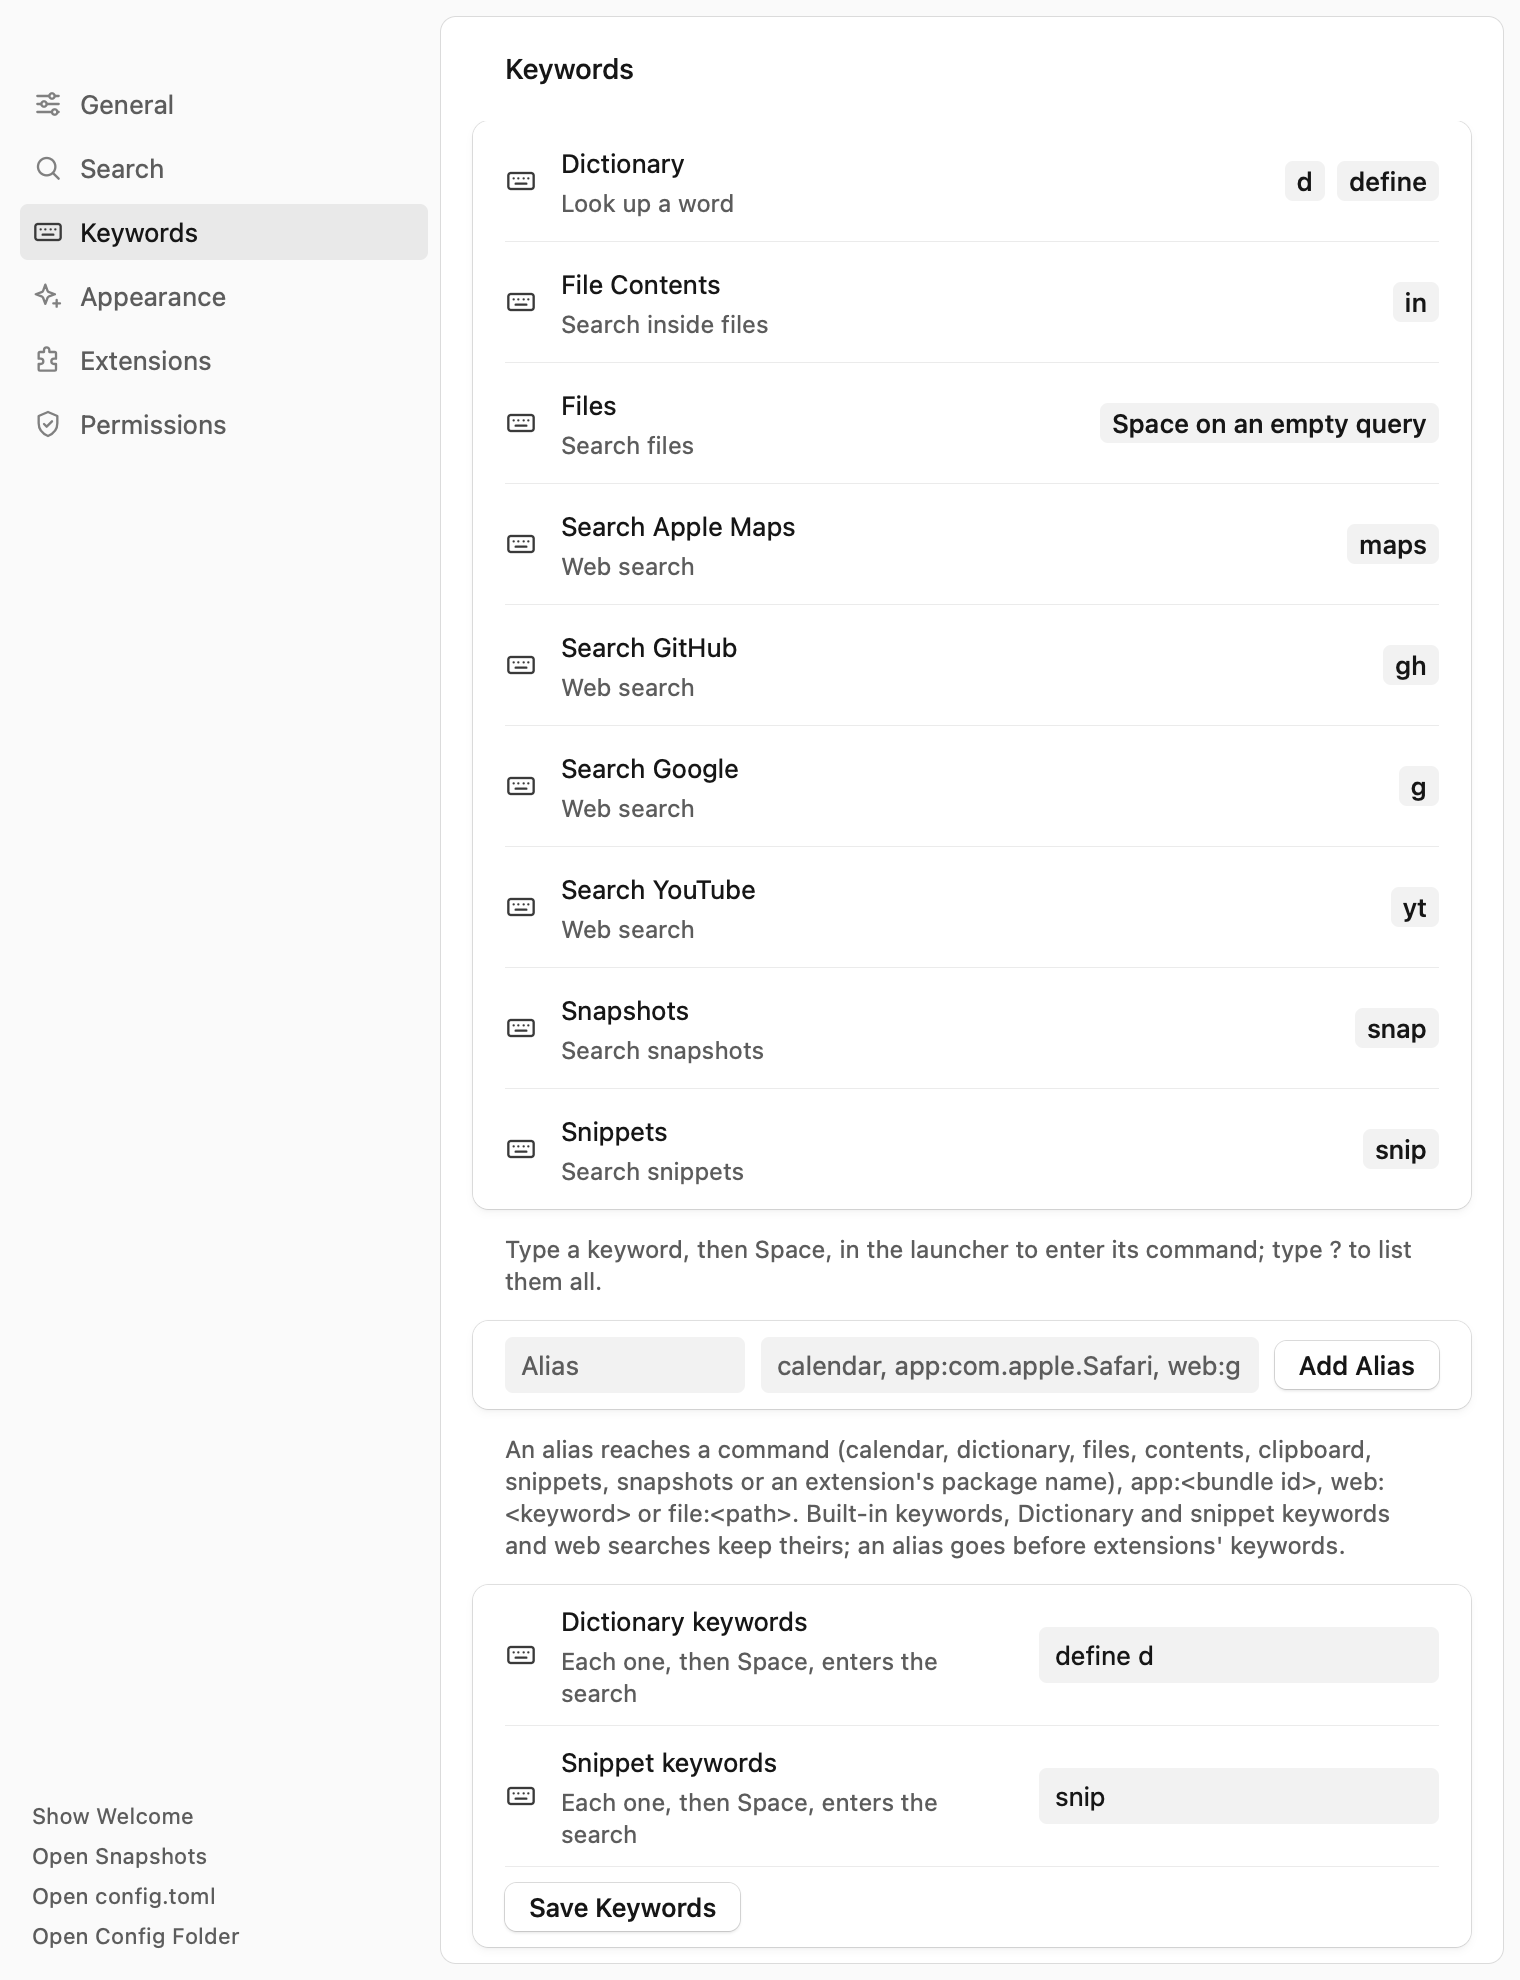 General
Search
Keywords
Appearance
Extensions
Permissions
Show Welcome
Open Snapshots
Open config.toml
Open Config Folder
Keywords
Dictionary
Look up a word
d define
File Contents
Search inside files
in
Files
Search files
Space on an empty query
Search Apple Maps
Web search
maps
Search GitHub
Web search
gh
Search Google
Web search
g
Search YouTube
Web search
yt
Snapshots
Search snapshots
snap
Snippets
Search snippets
snip
Type a keyword, then Space, in the launcher to enter its command; type ? to list
them all.
Alias calendar, app:com.apple.Safari, web:g Add Alias
An alias reaches a command (calendar, dictionary, files, contents, clipboard,
snippets, snapshots or an extension's package name), app:<bundle id>, web:
<keyword> or file:<path>. Built-in keywords, Dictionary and snippet keywords
and web searches keep theirs; an alias goes before extensions' keywords.
Dictionary keywords
Each one, then Space, enters the
search
define d
Snippet keywords
Each one, then Space, enters the
search
snip
Save Keywords